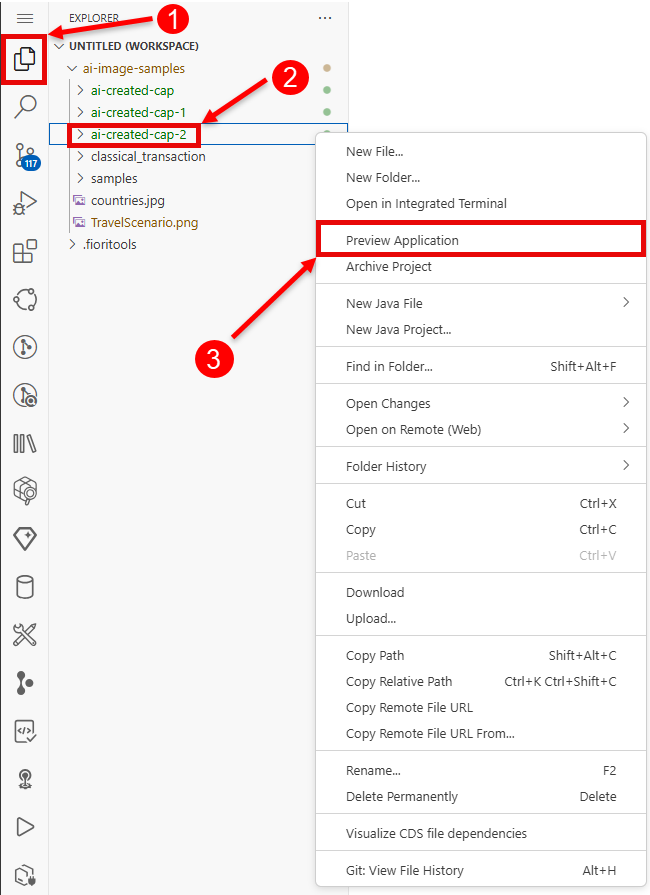 EXPLORER
1
UNTITLED (WORKSPACE)
ai-image-samples
ai-created-cap
2
ai-created-cap-1
ai-created-cap-2
117
classical_transaction
samples
countries.jpg
TravelScenario.png
.fioritools
3
New File...
New Folder...
Open in Integrated Terminal
Preview Application
Archive Project
New Java File
New Java Project...
Find in Folder... Shift+Alt+F
Open Changes
Open on Remote (Web)
Folder History
Cut Ctrl+X
Copy Ctrl+C
Paste Ctrl+V
Download
Upload...
Copy Path Shift+Alt+C
Copy Relative Path Ctrl+K Ctrl+Shift+C
Copy Remote File URL
Copy Remote File URL From...
Rename... F2
Delete Permanently Delete
Visualize CDS file dependencies
Git: View File History Alt+H